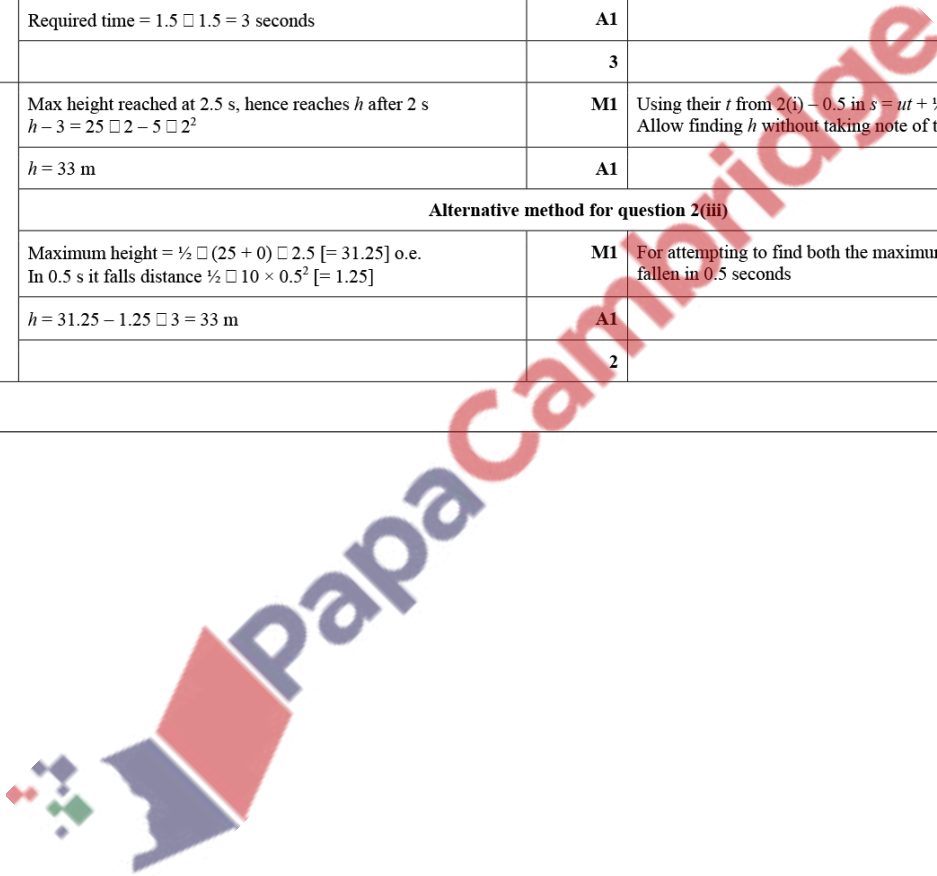 Required time = 1.5 □ 1.5 = 3 seconds
A1
3
Max height reached at 2.5 s, hence reaches h after 2 s
h – 3 = 25 □ 2 – 5 □ 2²
M1
Using their t from 2(i) – 0.5 in s = ut +
Allow finding h without taking note of
h = 33 m
A1
Alternative method for question 2(iii)
Maximum height = ½ □ (25 + 0) □ 2.5 [= 31.25] o.e.
In 0.5 s it falls distance ½ □ 10 × 0.5² [= 1.25]
M1
For attempting to find both the
fallen in 0.5 seconds
h = 31.25 – 1.25 □ 3 = 33 m
A1
2
PapaCambridge